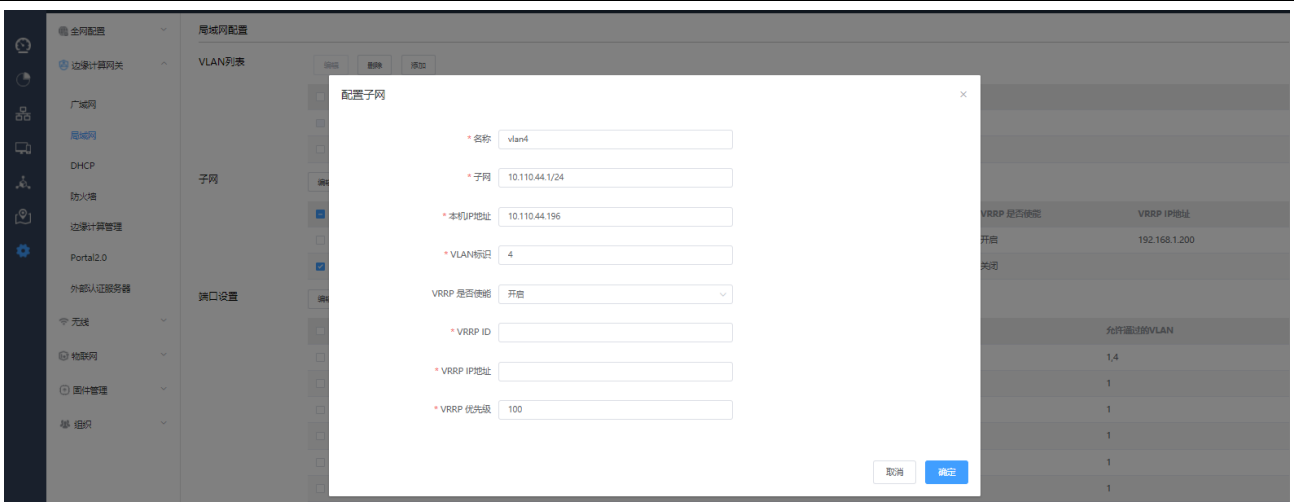 全网配置
局域网配置
边缘计算网关
VLAN列表
编辑 删除 添加
配置子网
广域网
局域网
* 名称 vlan4
DHCP
* 子网 10.110.44.1/24
子网
防火墙
* 本机IP地址 10.110.44.196
VRRP 是否使能 VRRP IP地址
边缘计算管理
开启 192.168.1.200
* VLAN标识 4
Portal2.0
关闭
外部认证服务器
端口设置
VRRP 是否使能 开启
无线
* VRRP ID
允许通过的VLAN
物联网
1,4
* VRRP IP地址
固件管理
1
* VRRP 优先级 100
1
组织
1
1
取消 确定
1